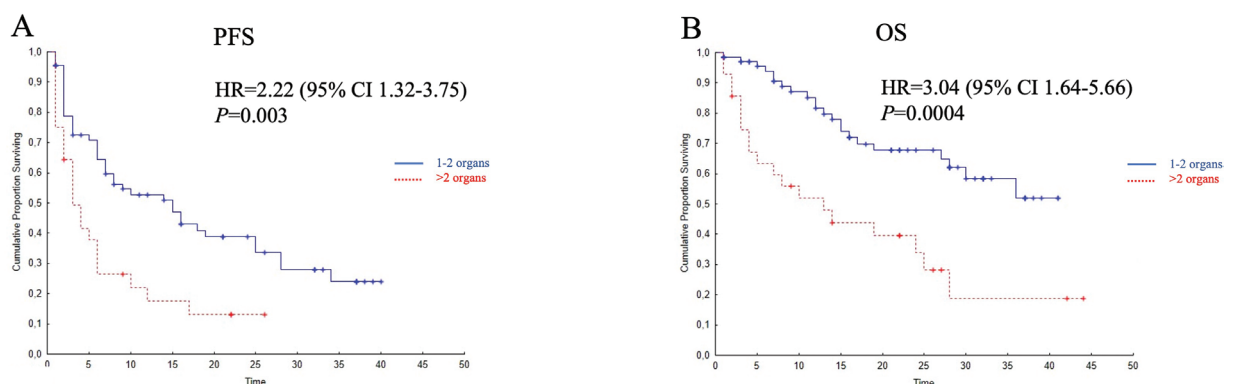 A
PFS
HR=2.22 (95% CI 1.32-3.75)
P=0.003
1-2 organs
>2 organs
Cumulative Proportion Surviving
1,0
0,9
0,8
0,7
0,6
0,5
0,4
0,3
0,2
0,1
0,0
0 5 10 15 20 25 30 35 40 45 50
Time
B
OS
HR=3.04 (95% CI 1.64-5.66)
P=0.0004
1-2 organs
>2 organs
Cumulative Proportion Surviving
1,0
0,9
0,8
0,7
0,6
0,5
0,4
0,3
0,2
0,1
0,0
0 5 10 15 20 25 30 35 40 45 50
Time